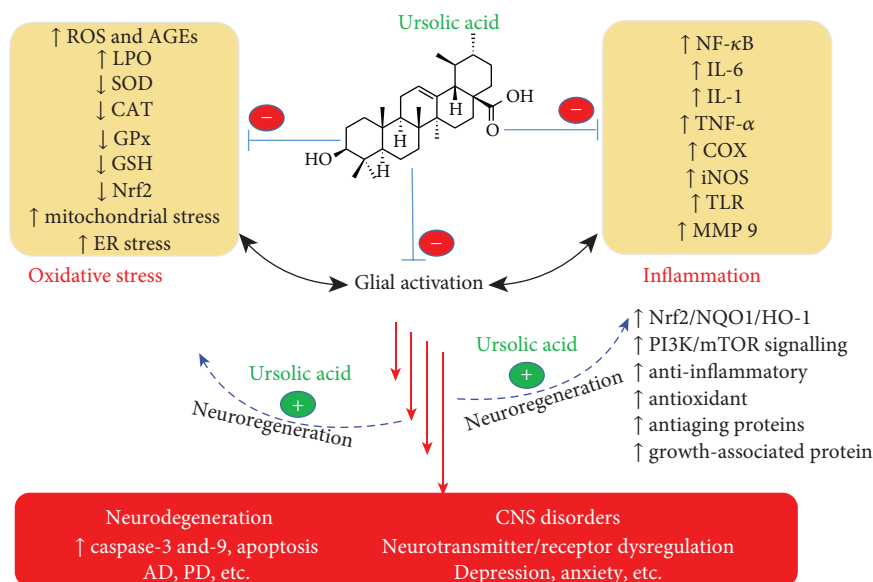 Ursolic acid
↑ ROS and AGEs
↑ LPO
↓ SOD
↓ CAT
↓ GPx
↓ GSH
↓ Nrf2
↑ mitochondrial stress
↑ ER stress
Oxidative stress
−
H
OH
O
H
HO
H
−
−
↑ NF-κB
↑ IL-6
↑ IL-1
↑ TNF-α
↑ COX
↑ iNOS
↑ TLR
↑ MMP 9
Inflammation
Glial activation
Ursolic acid
+
Neuroregeneration
Ursolic acid
+
Neuroregeneration
↑ Nrf2/NQO1/HO-1
↑ PI3K/mTOR signalling
↑ anti-inflammatory
↑ antioxidant
↑ antiaging proteins
↑ growth-associated protein
Neurodegeneration
↑ caspase-3 and-9, apoptosis
AD, PD, etc.
CNS disorders
Neurotransmitter/receptor dysregulation
Depression, anxiety, etc.